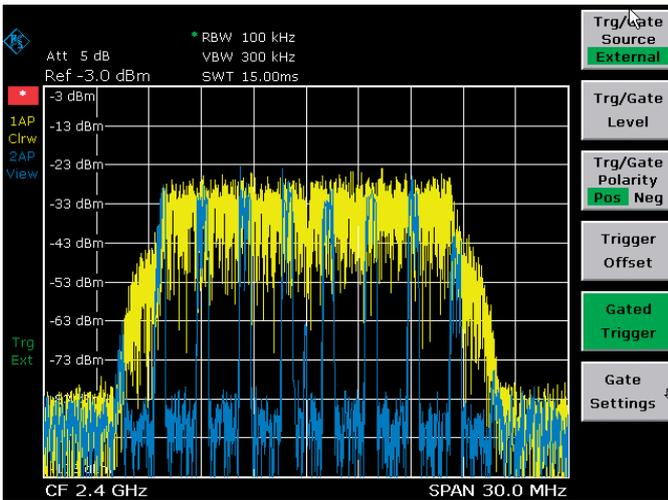 * RBW 100 kHz
Att 5 dB
VBW 300 kHz
Ref -3.0 dBm
SWT 15.00ms
*
1AP
Clrw
2AP
View
Trg
Ext
-3 dBm
-13 dBm
-23 dBm
-33 dBm
-43 dBm
-53 dBm
-63 dBm
-73 dBm
CF 2.4 GHz
SPAN 30.0 MHz
Trg/Gate
Source
External
Trg/Gate
Level
Trg/Gate
Polarity
Pos Neg
Trigger
Offset
Gated
Trigger
Gate
Settings